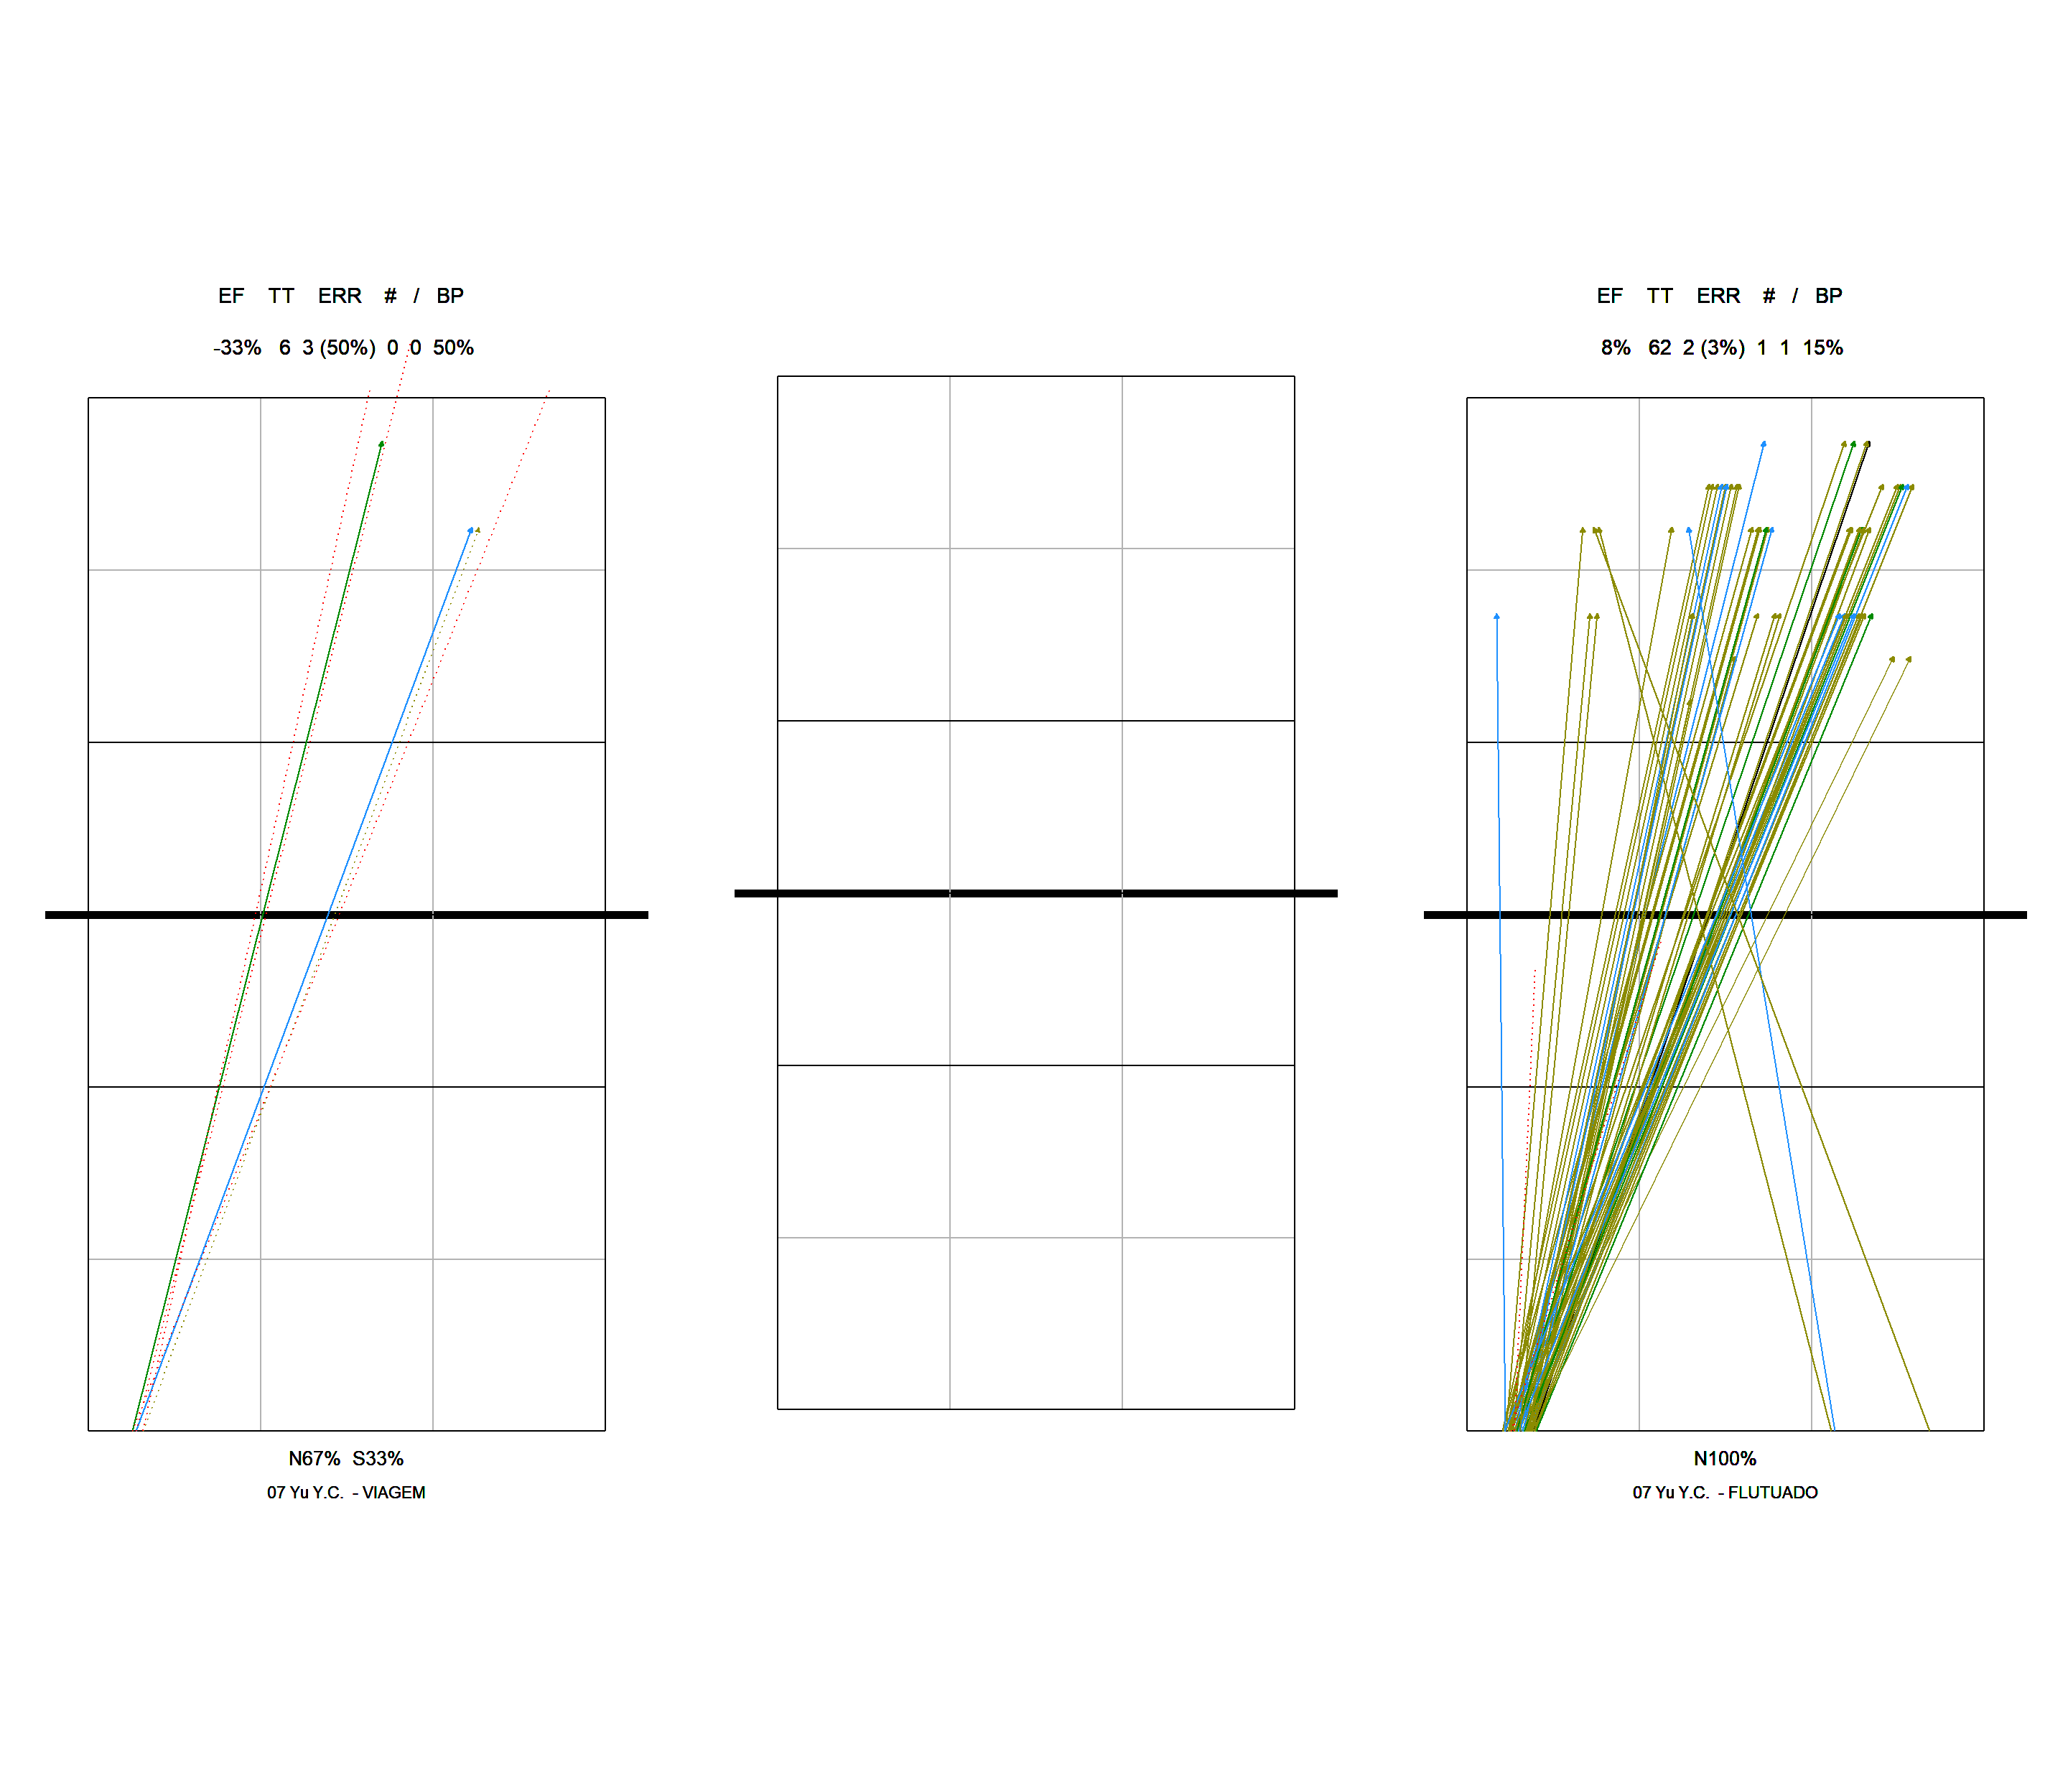 EF TT ERR # / BP
-33% 6 3 (50%) 0 0 50%
N67% S33%
07 Yu Y.C. - VIAGEM
EF TT ERR # / BP
8% 62 2 (3%) 1 1 15%
N100%
07 Yu Y.C. - FLUTUADO